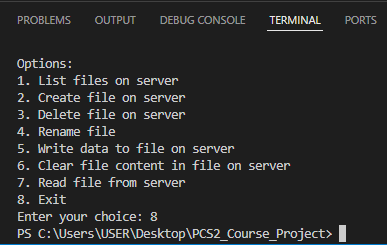 PROBLEMS OUTPUT DEBUG CONSOLE TERMINAL PORTS
Options:
1. List files on server
2. Create file on server
3. Delete file on server
4. Rename file
5. Write data to file on server
6. Clear file content in file on server
7. Read file from server
8. Exit
Enter your choice: 8
PS C:\Users\USER\Desktop\PCS2_Course_Project>